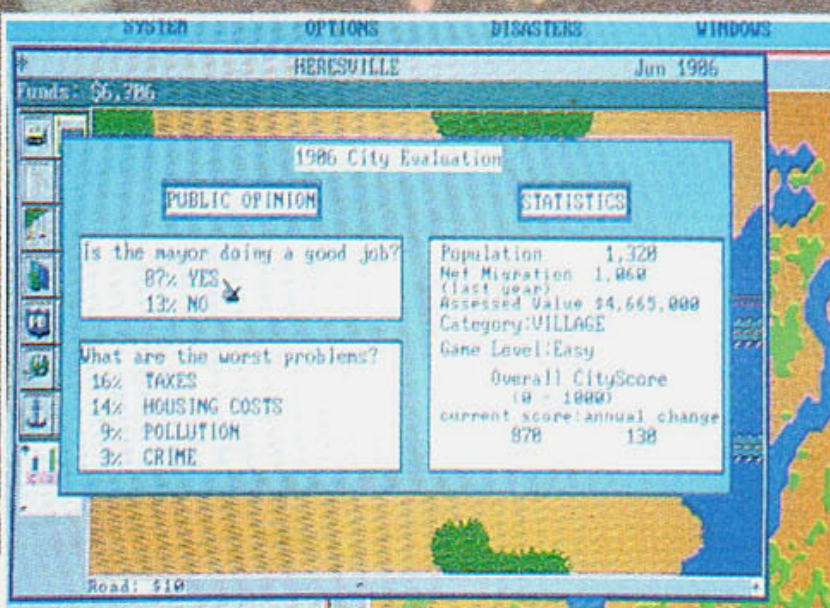 SYSTEM OPTIONS DISASTERS WINDOWS
HERESVILLE Jun 1906
Funds: $6,706
1906 City Evaluation
PUBLIC OPINION
Is the mayor doing a good job?
87% YES
13% NO
What are the worst problems?
16% TAXES
14% HOUSING COSTS
9% POLLUTION
3% CRIME
STATISTICS
Population 1,320
Net Migration 1,060
(last year)
Assessed Value $4,665,000
Category:VILLAGE
Game Level:Easy
Overall CityScore
(0 - 1000)
current score:annual change
870 130
Road: $10